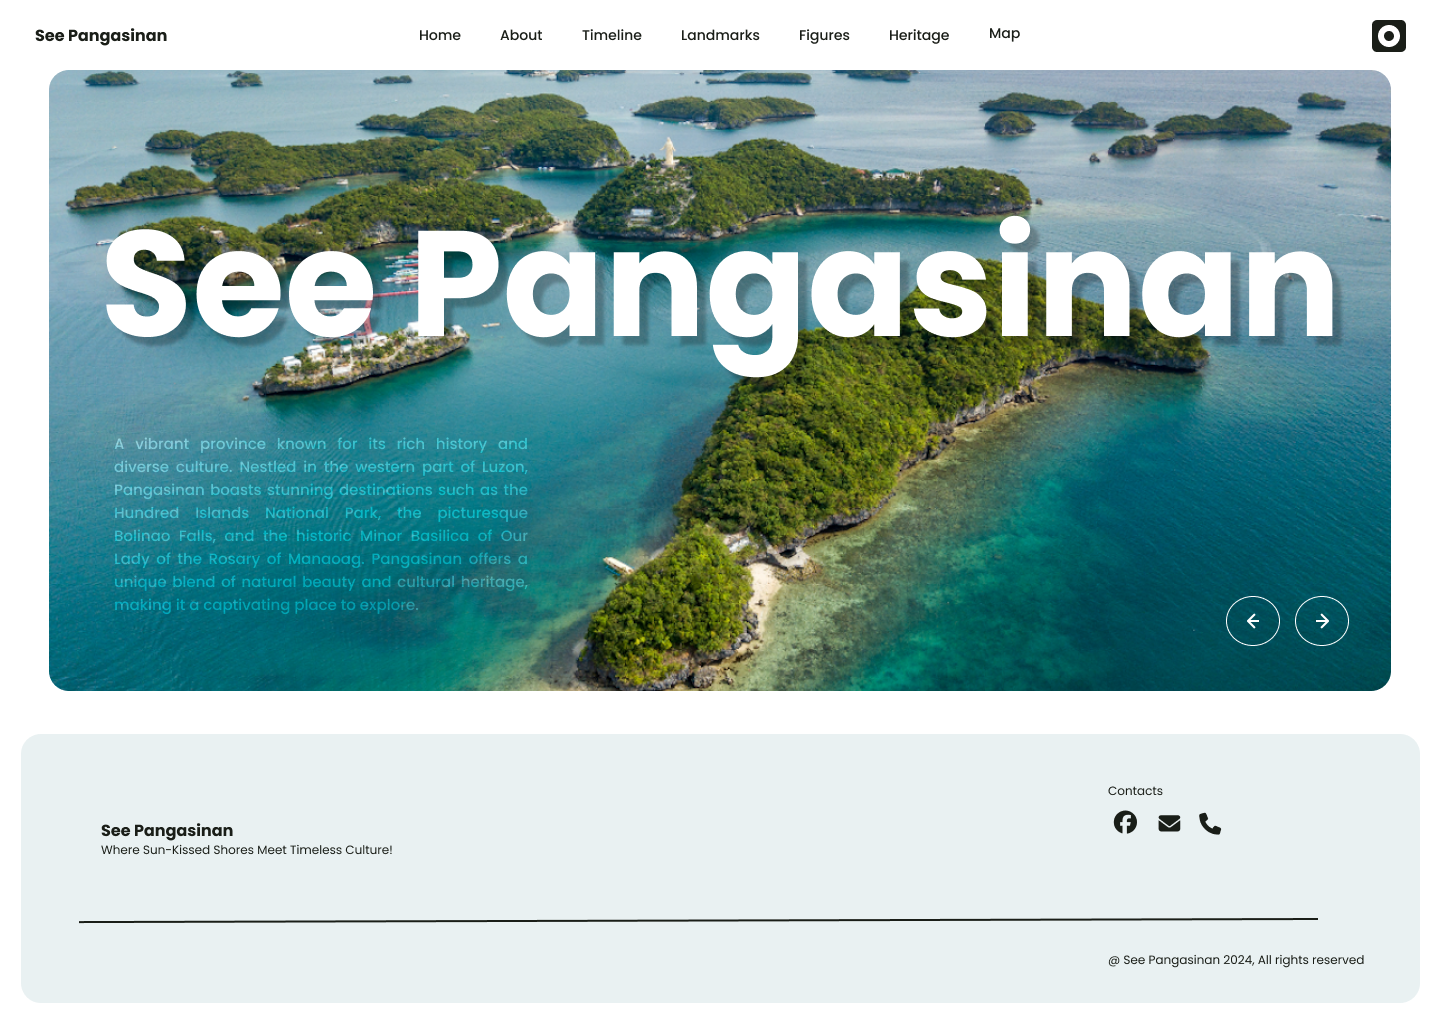 See Pangasinan
Home About Timeline Landmarks Figures Heritage Map
See Pangasinan
A vibrant province known for its rich history and
diverse culture. Nestled in the western part of Luzon,
Pangasinan boasts stunning destinations such as the
Hundred Islands National Park, the picturesque
Bolinao Falls, and the historic Minor Basilica of Our
Lady of the Rosary of Manaoag. Pangasinan offers a
unique blend of natural beauty and cultural heritage,
making it a captivating place to explore.
See Pangasinan
Where Sun-Kissed Shores Meet Timeless Culture!
Contacts
@ See Pangasinan 2024, All rights reserved